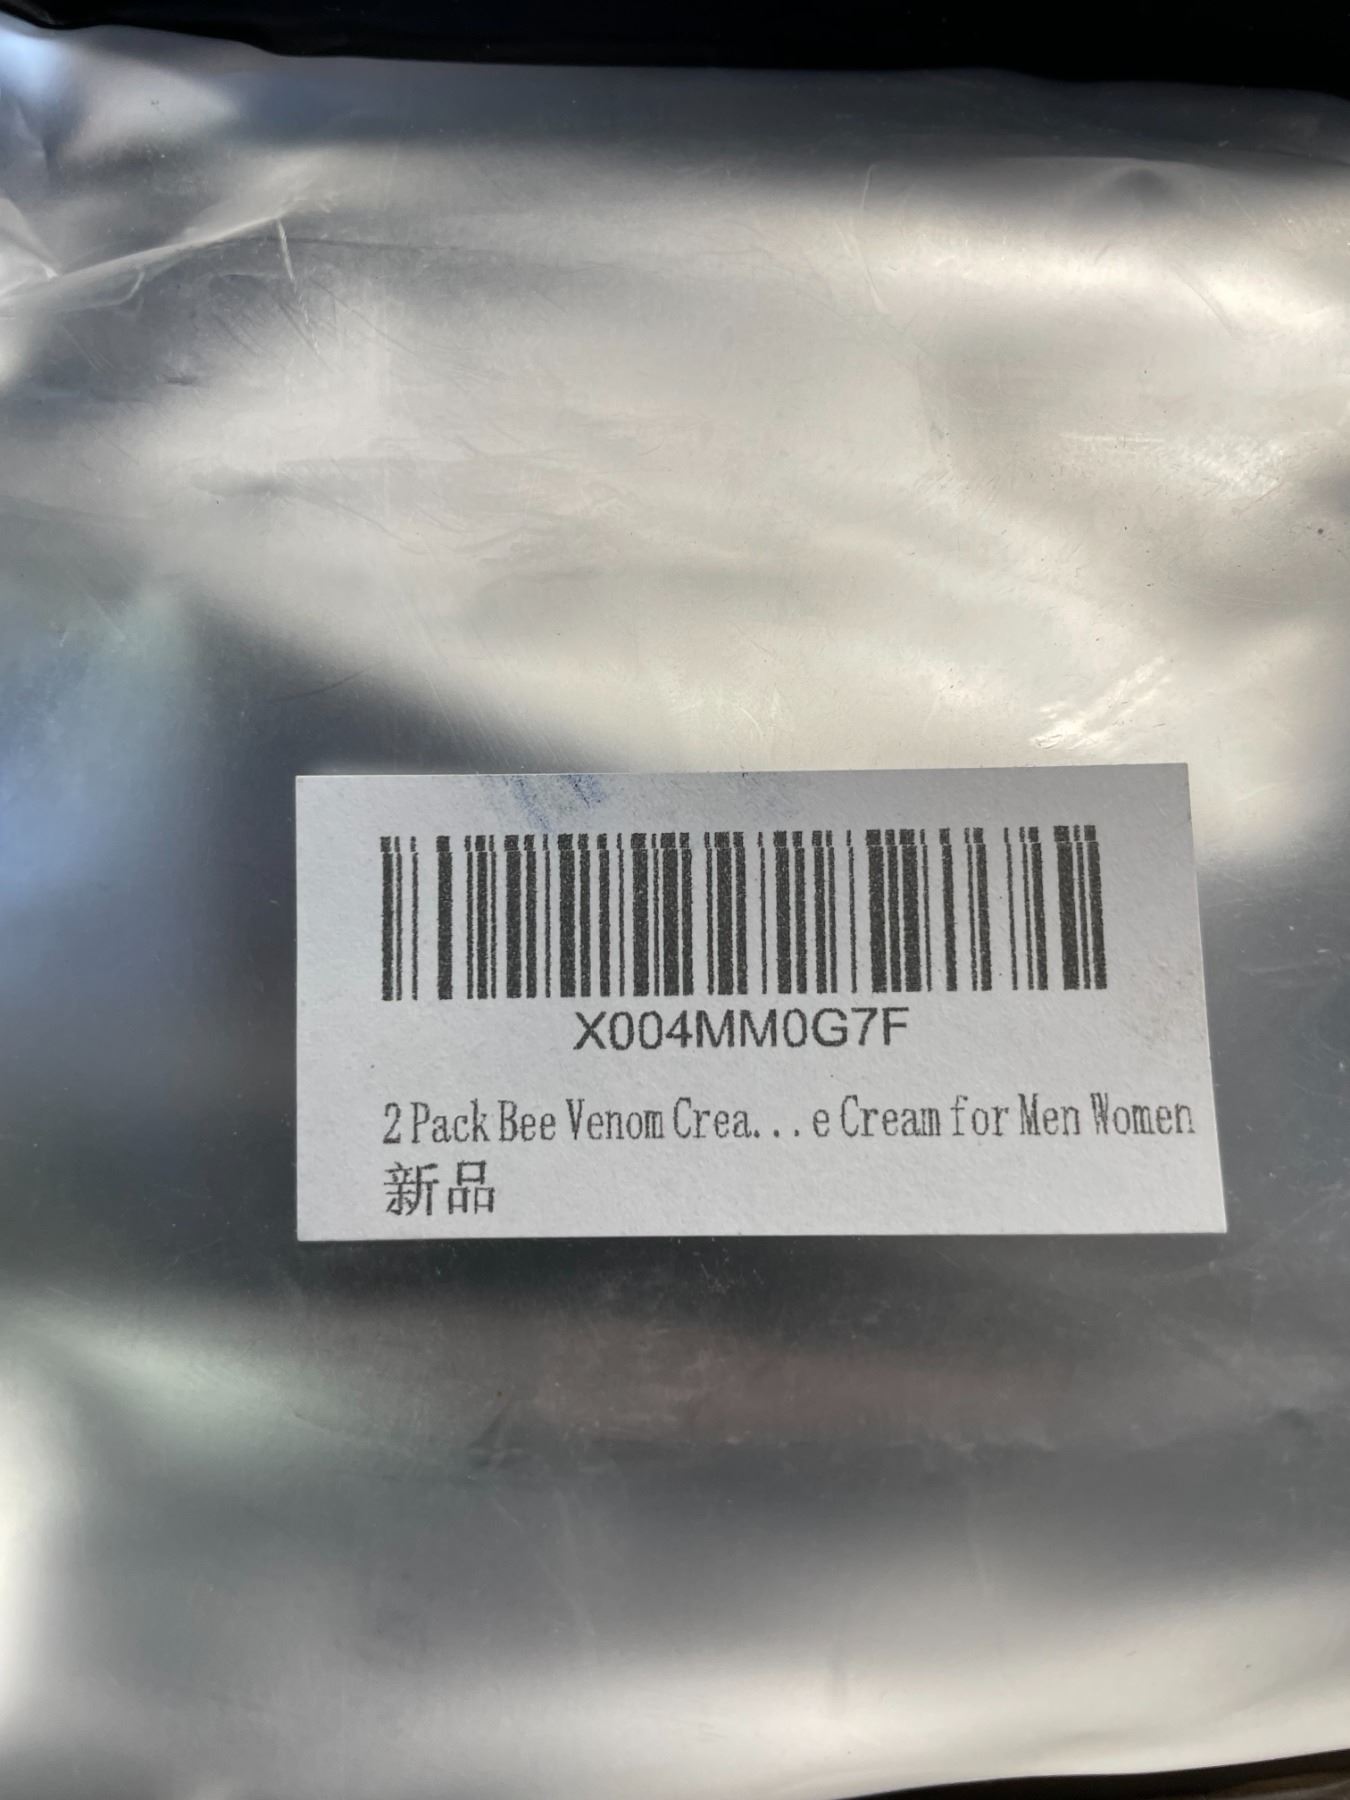 X004MM0G7F
2 Pack Bee Venom Crea...e Cream for Men Women
新品